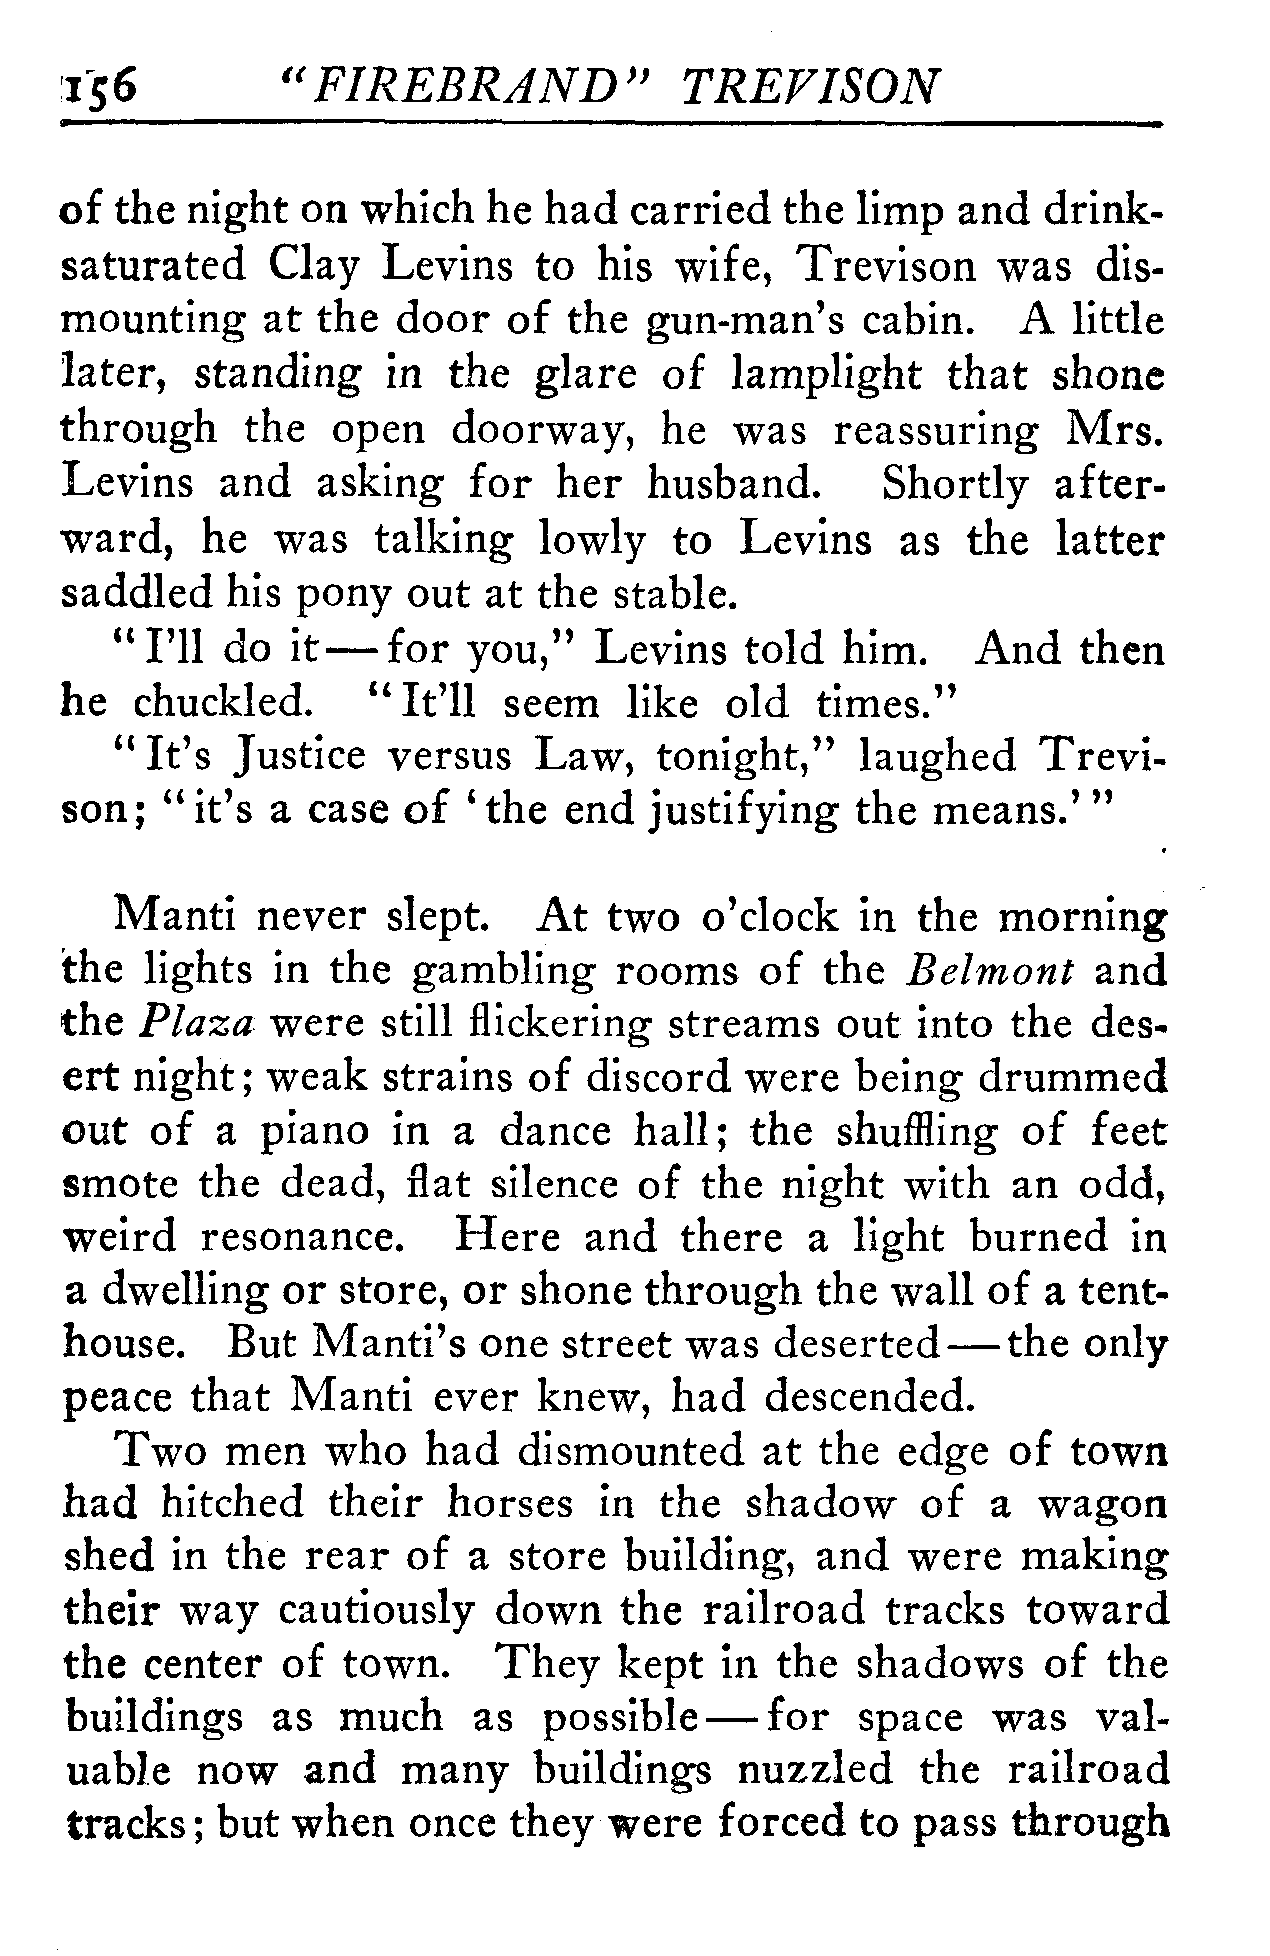 156 "FIREBRAND" TREVISON
of the night on which he had carried the limp and drink-
saturated Clay Levins to his wife, Trevison was dis-
mounting at the door of the gun-man's cabin. A little
later, standing in the glare of lamplight that shone
through the open doorway, he was reassuring Mrs.
Levins and asking for her husband. Shortly after-
ward, he was talking lowly to Levins as the latter
saddled his pony out at the stable.
"I'll do it—for you," Levins told him. And then
he chuckled. "It'll seem like old times."
"It's Justice versus Law, tonight," laughed Trevi-
son; "it's a case of 'the end justifying the means.'"
Manti never slept. At two o'clock in the morning
the lights in the gambling rooms of the Belmont and
the Plaza were still flickering streams out into the des-
ert night; weak strains of discord were being drummed
out of a piano in a dance hall; the shuffling of feet
smote the dead, flat silence of the night with an odd,
weird resonance. Here and there a light burned in
a dwelling or store, or shone through the wall of a tent-
house. But Manti's one street was deserted—the only
peace that Manti ever knew, had descended.
Two men who had dismounted at the edge of town
had hitched their horses in the shadow of a wagon
shed in the rear of a store building, and were making
their way cautiously down the railroad tracks toward
the center of town. They kept in the shadows of the
buildings as much as possible—for space was val-
uable now and many buildings nuzzled the railroad
tracks; but when once they were forced to pass through